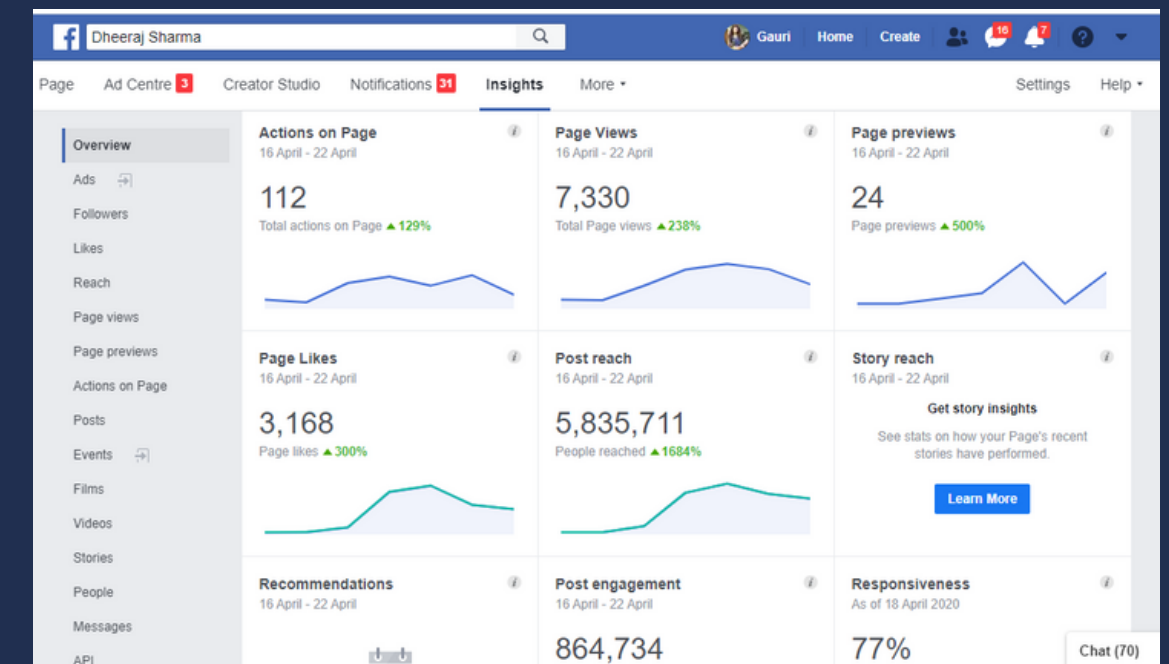 f Dheeraj Sharma Gauri Home Create 16 7 ?
Page Ad Centre 3 Creator Studio Notifications 31 Insights More Settings Help
Overview
Ads
Followers
Likes
Reach
Page views
Page previews
Actions on Page
Posts
Events
Films
Videos
Stories
People
Messages
API
Actions on Page
16 April - 22 April
112
Total actions on Page ▲129%
Page Views
16 April - 22 April
7,330
Total Page views ▲238%
Page previews
16 April - 22 April
24
Page previews ▲500%
Page Likes
16 April - 22 April
3,168
Page likes ▲300%
Post reach
16 April - 22 April
5,835,711
People reached ▲1684%
Story reach
16 April - 22 April
Get story insights
See stats on how your Page's recent
stories have performed.
Learn More
Recommendations
16 April - 22 April
Post engagement
16 April - 22 April
864,734
Responsiveness
As of 18 April 2020
77%
Chat (70)